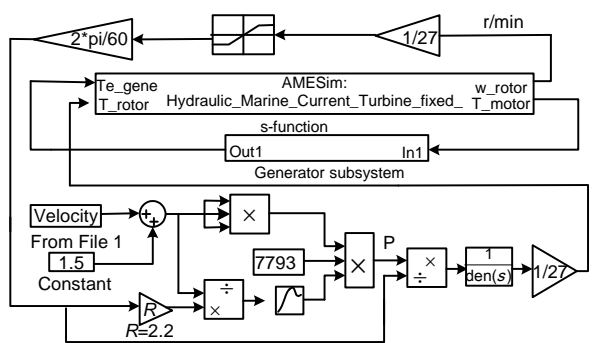 r/min
2*pi/60
1/27
AMESim:
Te_gene
w_rotor
T_rotor
Hydraulic_Marine_Current_Turbine_fixed_
T_motor
s-function
Out1
In1
Generator subsystem
Velocity
+
+
×
From File 1
1.5
Constant
7793
×
P
×
÷
1
den(s)
1/27
÷
×
R
R=2.2